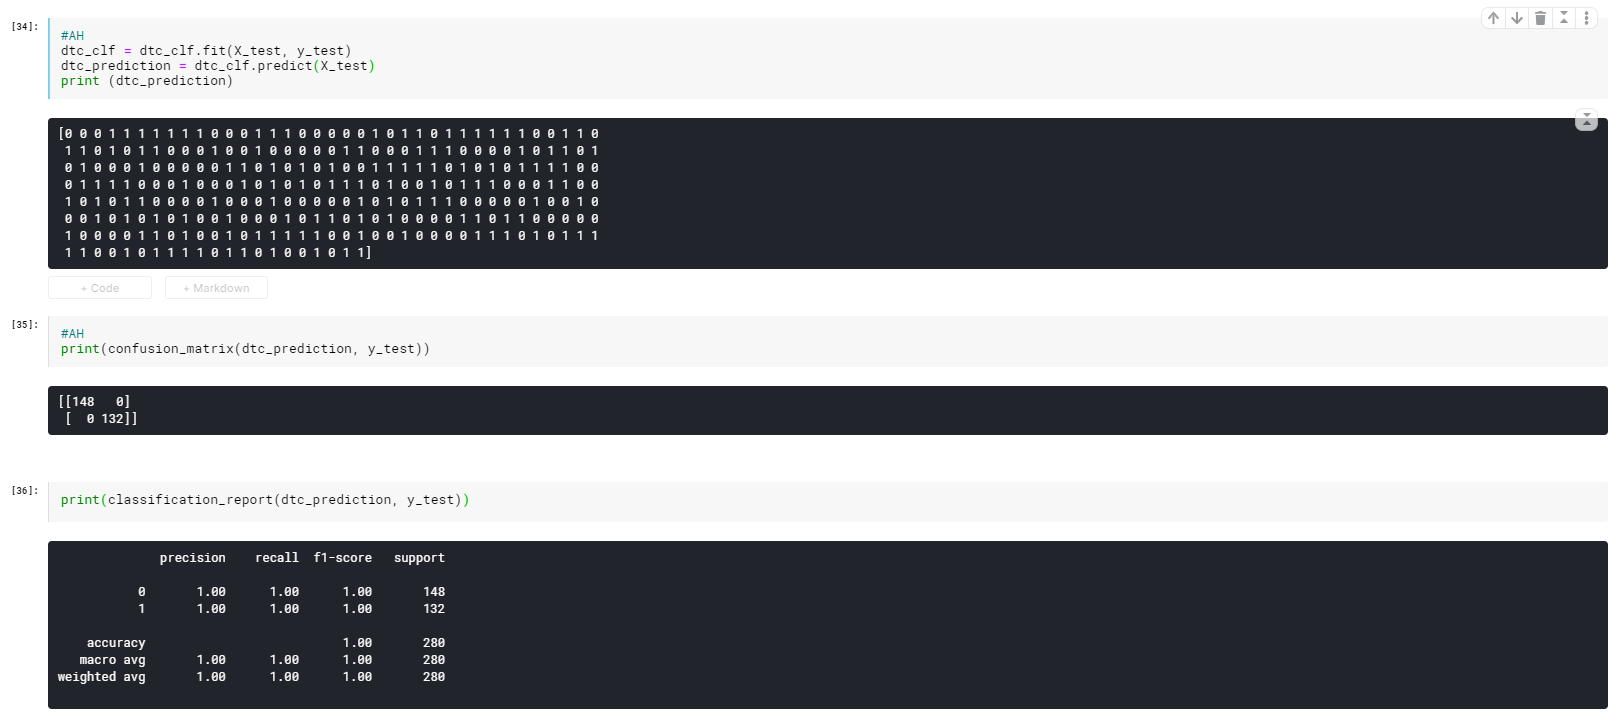 [34]:
#AH
dtc_clf = dtc_clf.fit(X_test, y_test)
dtc_prediction = dtc_clf.predict(X_test)
print (dtc_prediction)
[0 0 0 1 1 1 1 1 1 1 0 0 0 1 1 1 0 0 0 0 0 1 0 1 1 0 1 1 1 1 1 1 0 0 1 1 0
1 1 0 1 0 1 1 0 0 0 1 0 0 1 0 0 0 0 0 1 1 0 0 0 1 1 1 0 0 0 0 1 0 1 1 0 1
0 1 0 0 0 1 0 0 0 0 0 1 1 0 1 0 1 0 1 0 0 1 1 1 1 1 0 1 0 1 0 1 1 1 1 0 0
0 1 1 1 1 0 0 0 1 0 0 0 1 0 1 0 1 0 1 1 1 0 1 0 0 1 0 1 1 1 0 0 0 1 1 0 0
1 0 1 0 1 1 0 0 0 0 1 0 0 0 1 0 0 0 0 0 1 0 1 0 1 1 1 0 0 0 0 0 1 0 0 1 0
0 0 1 0 1 0 1 0 1 0 0 1 0 0 0 1 0 1 1 0 1 0 1 0 0 0 0 1 1 0 1 1 0 0 0 0 0
1 0 0 0 0 1 1 0 1 0 0 1 0 1 1 1 1 1 0 0 1 0 0 1 0 0 0 0 1 1 1 0 1 0 1 1 1
1 1 0 0 1 0 1 1 1 1 0 1 1 0 1 0 0 1 0 1 1]
+ Code + Markdown
[35]:
#AH
print(confusion_matrix(dtc_prediction, y_test))
[[148   0]
[  0 132]]
[36]:
print(classification_report(dtc_prediction, y_test))
precision recall f1-score support
0 1.00 1.00 1.00 148
1 1.00 1.00 1.00 132
accuracy 1.00 280
macro avg 1.00 1.00 1.00 280
weighted avg 1.00 1.00 1.00 280